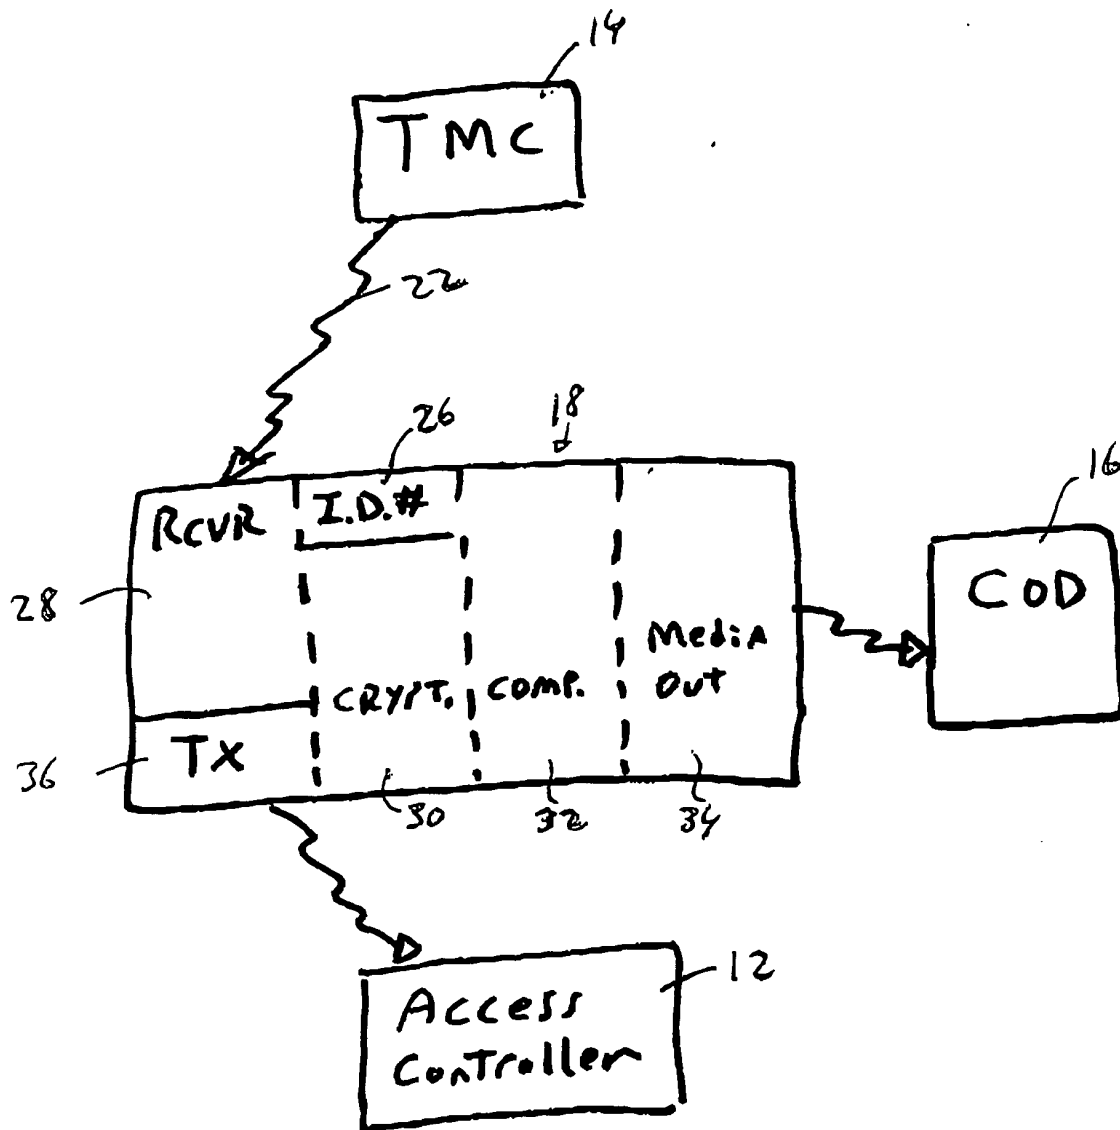 14
TMC
22
18
26
16
RCVR
I.D.#
COD
28
Media
Out
CRYPT.
COMP.
TX
36
30
32
34
12
Access
Controller